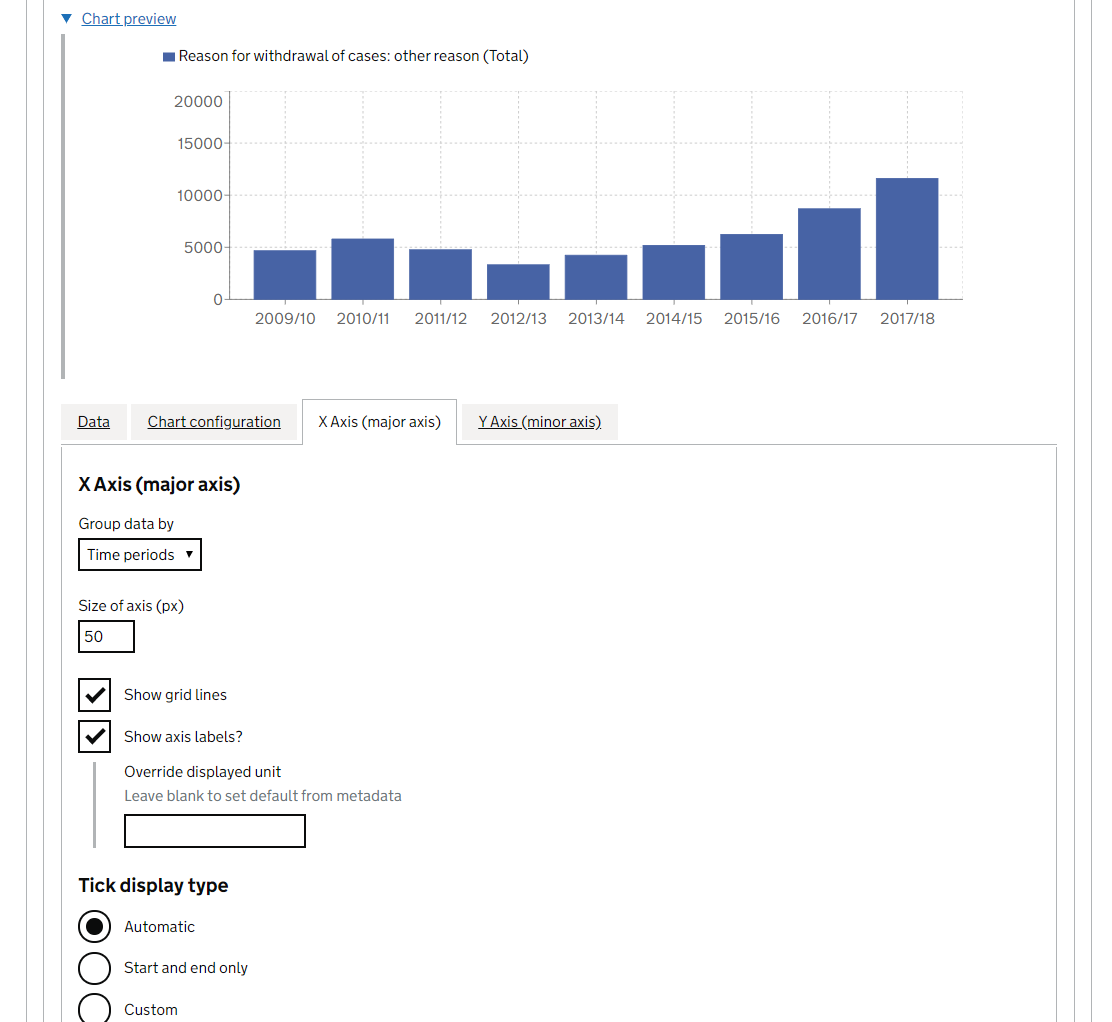 Chart preview
Reason for withdrawal of cases: other reason (Total)
20000
15000
10000
5000
0
2009/10 2010/11 2011/12 2012/13 2013/14 2014/15 2015/16 2016/17 2017/18
Data Chart configuration X Axis (major axis) Y Axis (minor axis)
X Axis (major axis)
Group data by
Time periods
Size of axis (px)
50
Show grid lines
Show axis labels?
Override displayed unit
Leave blank to set default from metadata
Tick display type
Automatic
Start and end only
Custom